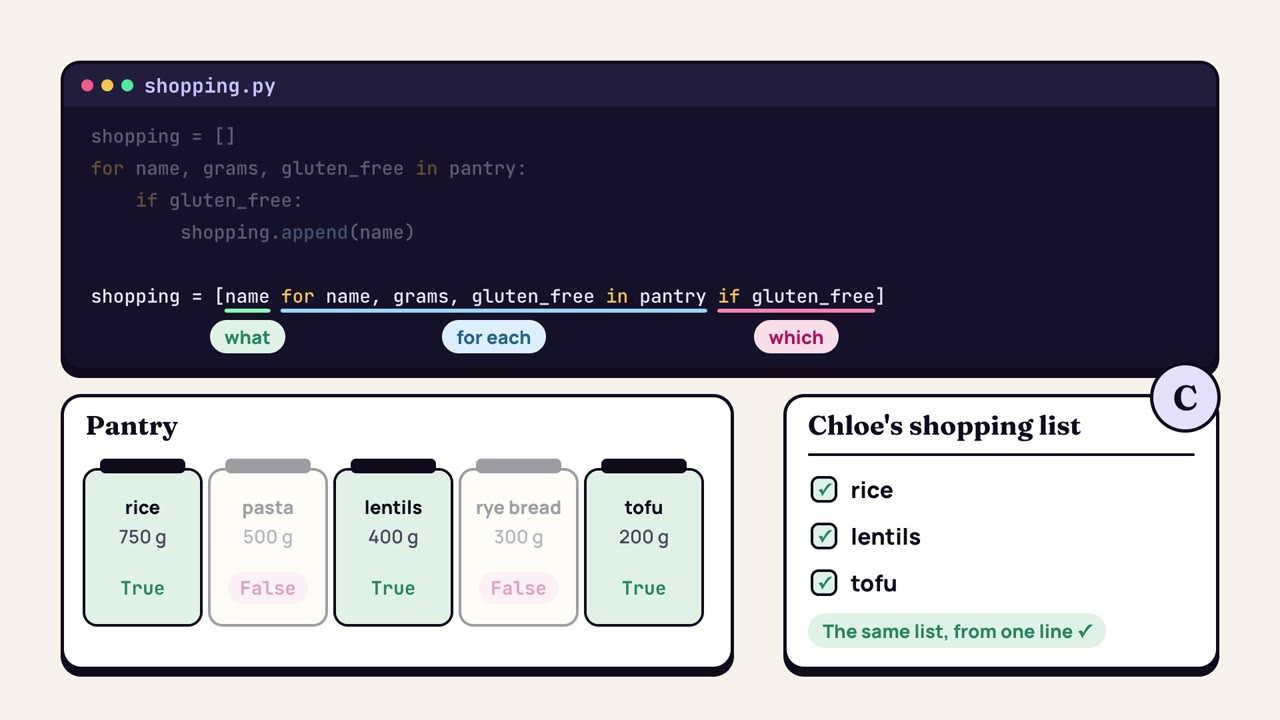 shopping.py
shopping = []
for name, grams, gluten_free in pantry:
    if gluten_free:
        shopping.append(name)
shopping = [name for name, grams, gluten_free in pantry if gluten_free]
what for each which
Pantry
rice pasta lentils rye bread tofu
750 g 500 g 400 g 300 g 200 g
True False True False True
C
Chloe's shopping list
✓ rice
✓ lentils
✓ tofu
The same list, from one line ✓